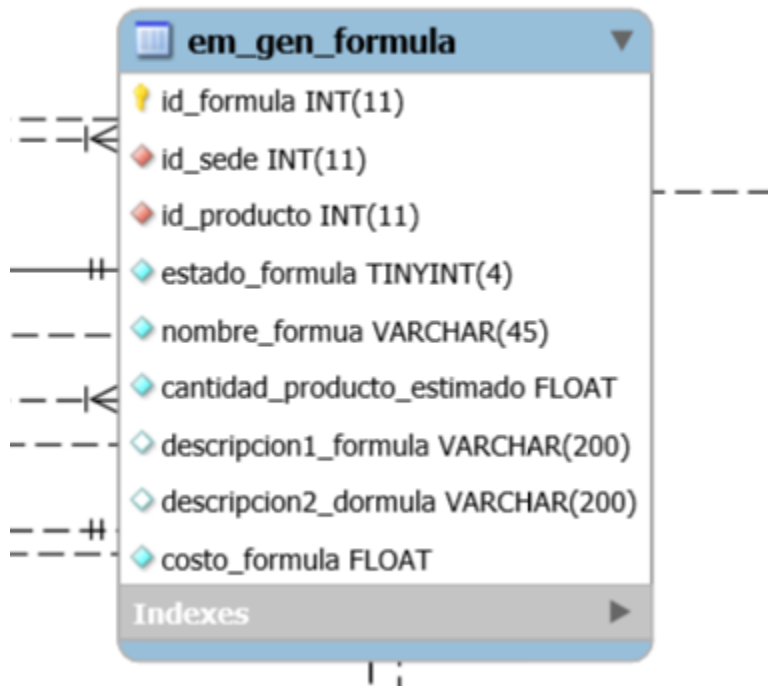 em_gen_formula
id_formula INT(11)
id_sede INT(11)
id_producto INT(11)
estado_formula TINYINT(4)
nombre_formua VARCHAR(45)
cantidad_producto_estimado FLOAT
descripcion1_formula VARCHAR(200)
descripcion2_dormula VARCHAR(200)
costo_formula FLOAT
Indexes